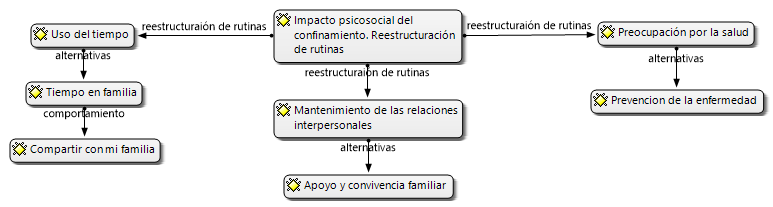 reestructuraión de rutinas
Impacto psicosocial del
confinamiento. Reestructuración
de rutinas
reestructuraión de rutinas
Uso del tiempo
Preocupación por la salud
alternativas
reestructuraión de rutinas
alternativas
Tiempo en familia
Prevencion de la enfermedad
comportamiento
Mantenimiento de las relaciones
interpersonales
Compartir con mi familia
alternativas
Apoyo y convivencia familiar